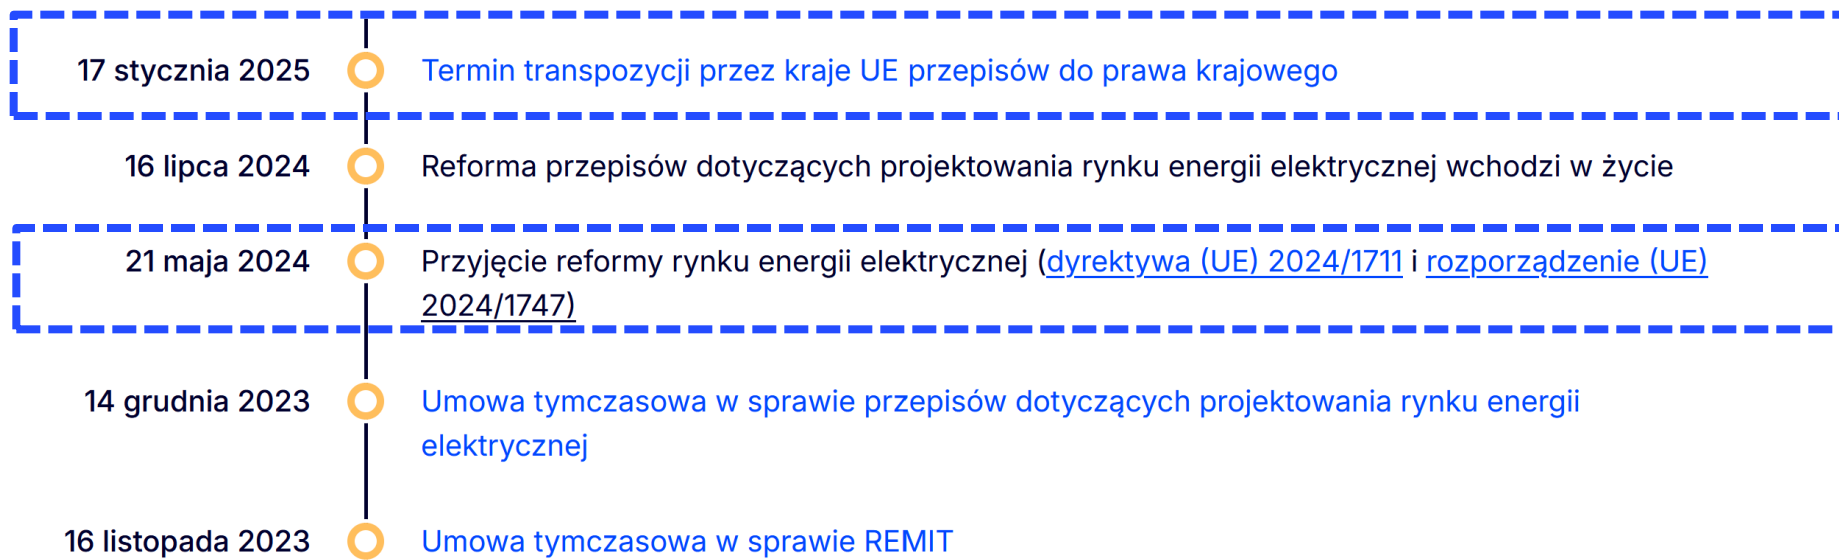 17 stycznia 2025 Termin transpozycji przez kraje UE przepisów do prawa krajowego
16 lipca 2024 Reforma przepisów dotyczących projektowania rynku energii elektrycznej wchodzi w życie
21 maja 2024 Przyjęcie reformy rynku energii elektrycznej (dyrektywa (UE) 2024/1711 i rozporządzenie (UE)
2024/1747)
14 grudnia 2023 Umowa tymczasowa w sprawie przepisów dotyczących projektowania rynku energii
elektrycznej
16 listopada 2023 Umowa tymczasowa w sprawie REMIT